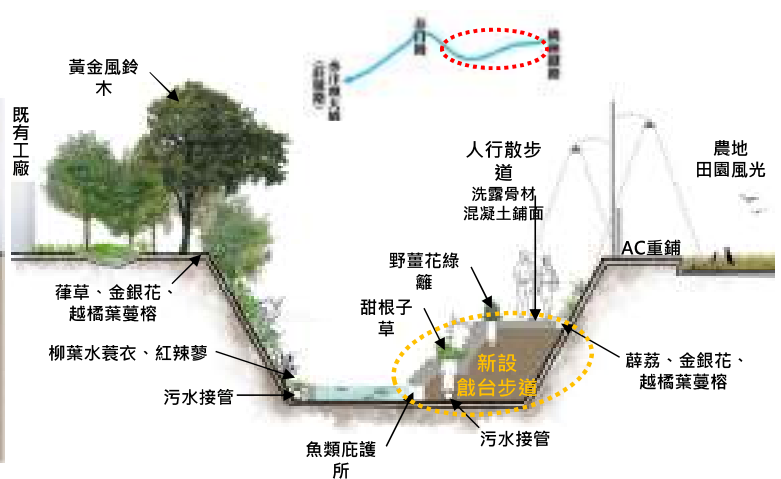 黃金風鈴
木
既有工廠
人行散步
道
洗露骨材
混凝土鋪面
農地
田園風光
AC重鋪
野薑花綠
籬
甜根子
草
葎草、金銀花、
越橘葉蔓榕
柳葉水蓑衣、紅辣蓼
污水接管
新設
戧台步道
薜荔、金銀花、
越橘葉蔓榕
魚類庇護
所
污水接管